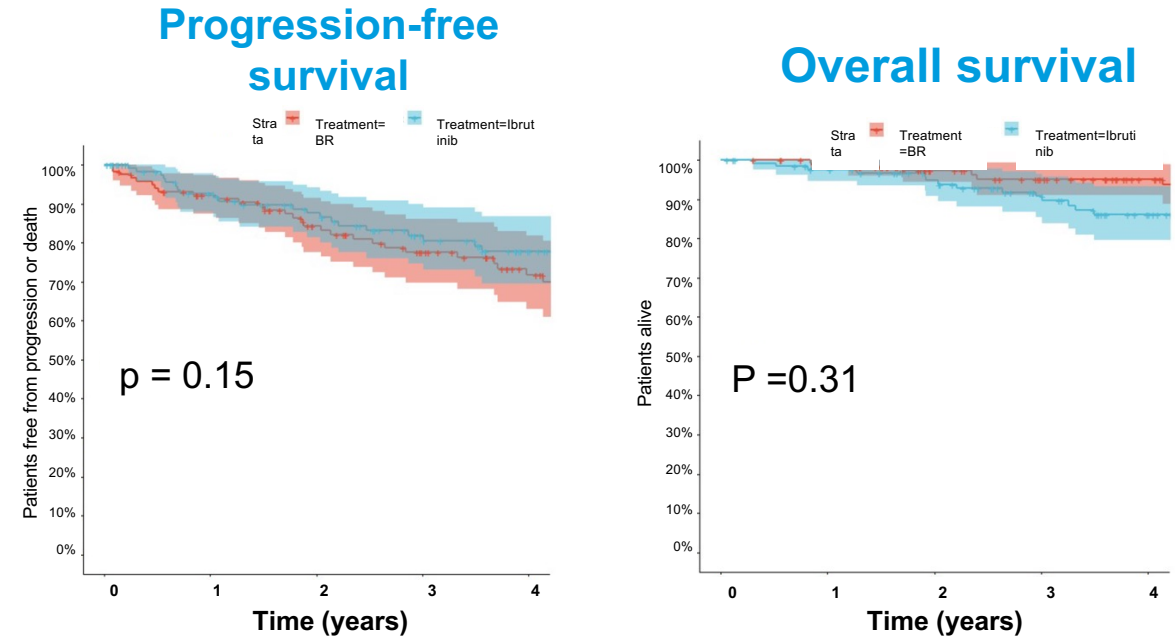 Progression-free
survival
Stra
ta
Treatment=
BR
Treatment=Ibrut
inib
Patients free from progression or death
100%
90%
80%
70%
60%
50%
40%
30%
20%
10%
0%
p = 0.15
0 1 2 3 4
Time (years)
Overall survival
Stra
ta
Treatment
=BR
Treatment=Ibruti
nib
Patients alive
100%
90%
80%
70%
60%
50%
40%
30%
20%
10%
0%
P =0.31
0 1 2 3 4
Time (years)